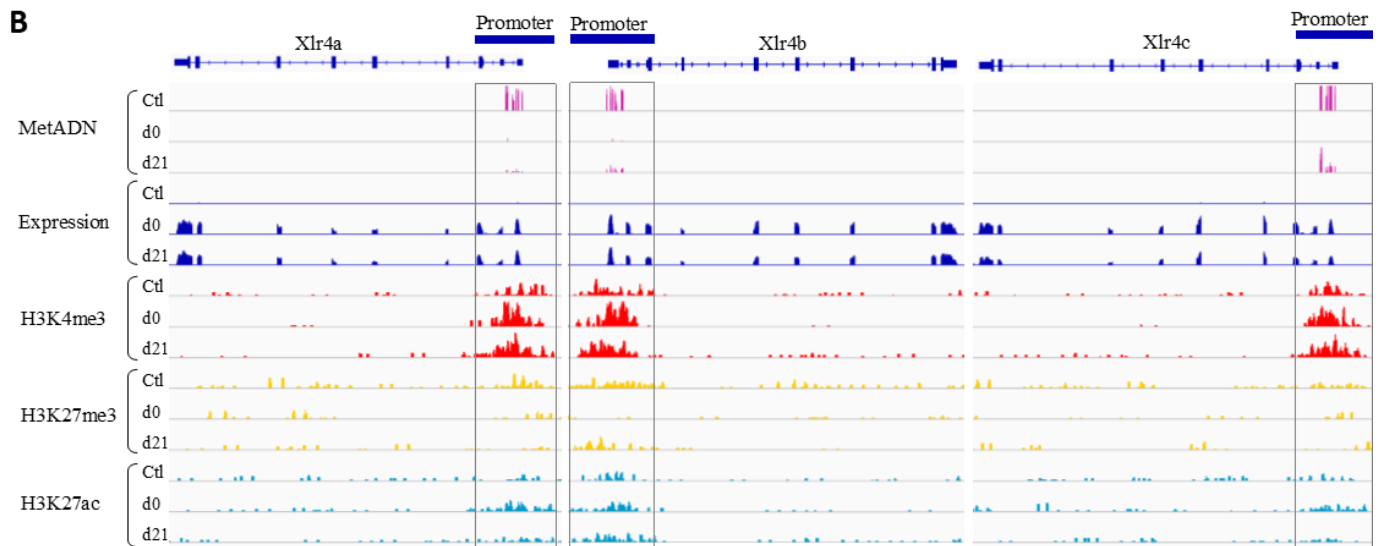 B
Promoter
Promoter
Promoter
Xlr4a
Xlr4b
Xlr4c
MetADN
Ctl
d0
d21
Expression
Ctl
d0
d21
H3K4me3
Ctl
d0
d21
H3K27me3
Ctl
d0
d21
H3K27ac
Ctl
d0
d21